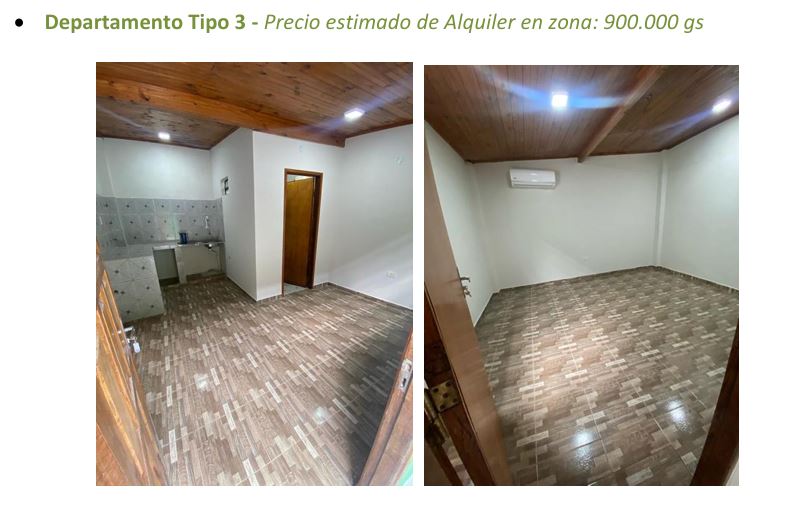 • Departamento Tipo 3 - Precio estimado de Alquiler en zona: 900.000 gs